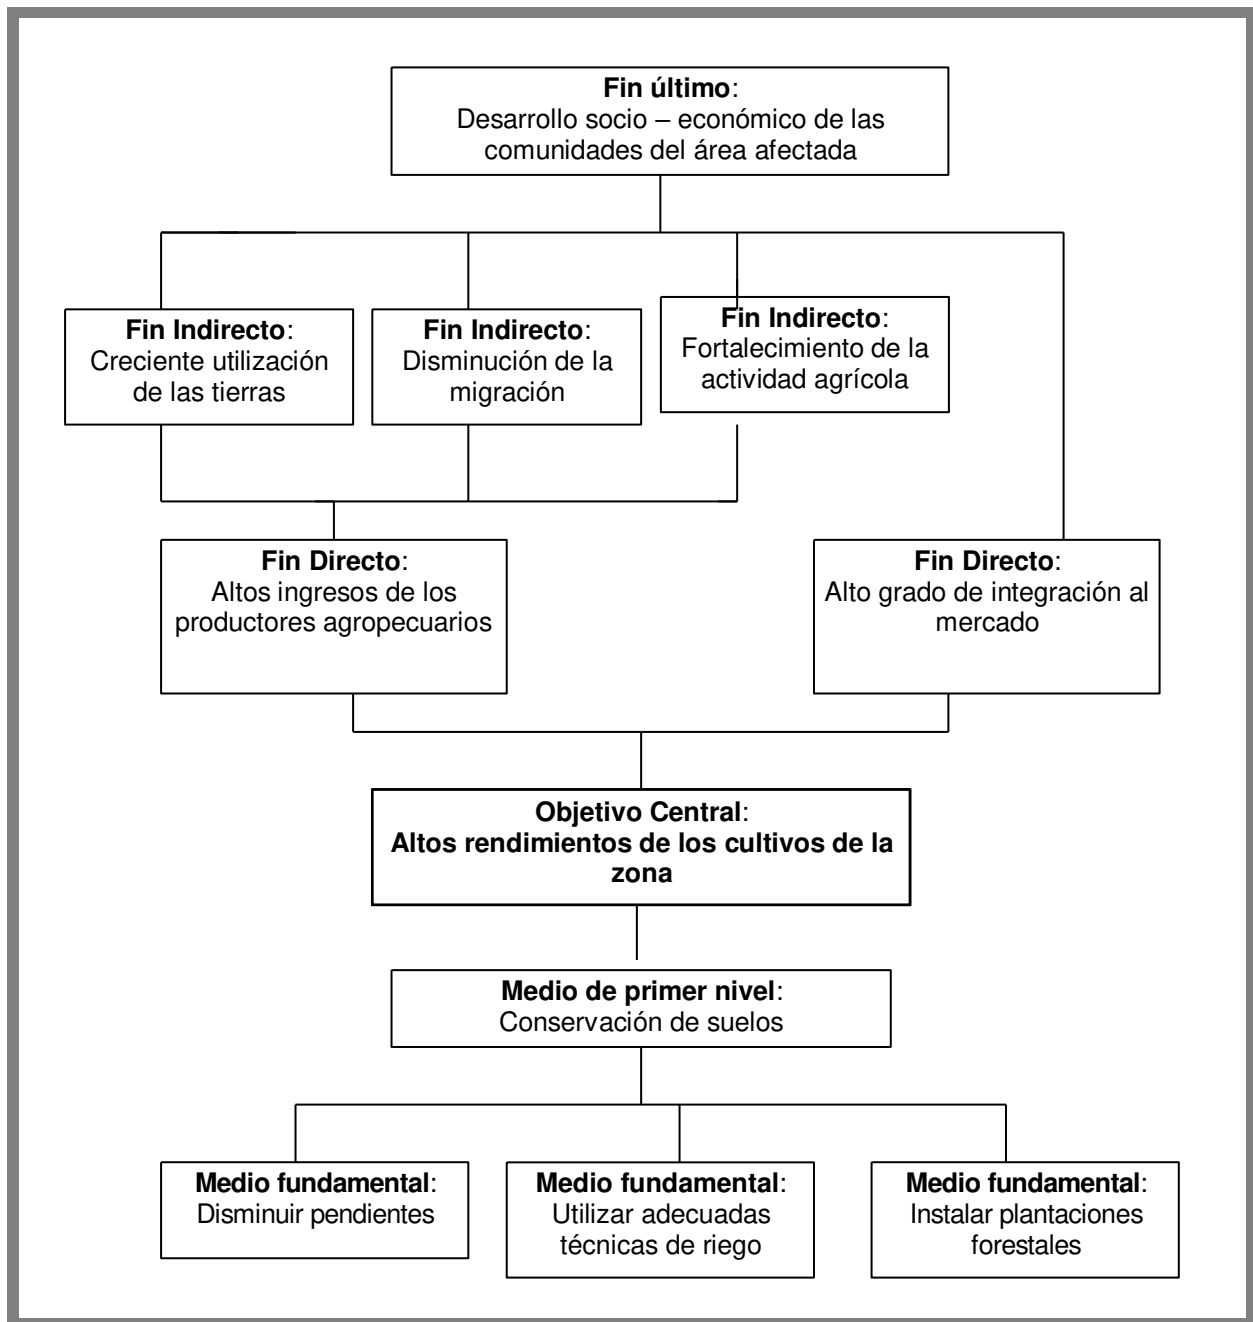 Fin último:
Desarrollo socio – económico de las
comunidades del área afectada
Fin Indirecto:
Creciente utilización
de las tierras
Fin Indirecto:
Disminución de la
migración
Fin Indirecto:
Fortalecimiento de la
actividad agrícola
Fin Directo:
Altos ingresos de los
productores agropecuarios
Fin Directo:
Alto grado de integración al
mercado
Objetivo Central:
Altos rendimientos de los cultivos de la
zona
Medio de primer nivel:
Conservación de suelos
Medio fundamental:
Disminuir pendientes
Medio fundamental:
Utilizar adecuadas
técnicas de riego
Medio fundamental:
Instalar plantaciones
forestales